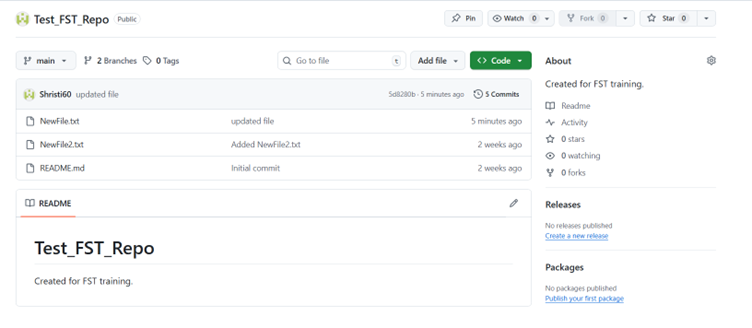 Test_FST_Repo Public Pin Watch 0 Fork 0 Star 0
main 2 Branches 0 Tags Go to file t Add file Code
Christi60 updated file 5d8280b · 5 minutes ago 5 Commits
NewFile.txt updated file 5 minutes ago
NewFile2.txt Added NewFile2.txt 2 weeks ago
README.md Initial commit 2 weeks ago
README
Test_FST_Repo
Created for FST training.
About
Created for FST training.
Readme
Activity
0 stars
0 watching
0 forks
Releases
No releases published
Create a new release
Packages
No packages published
Publish your first package